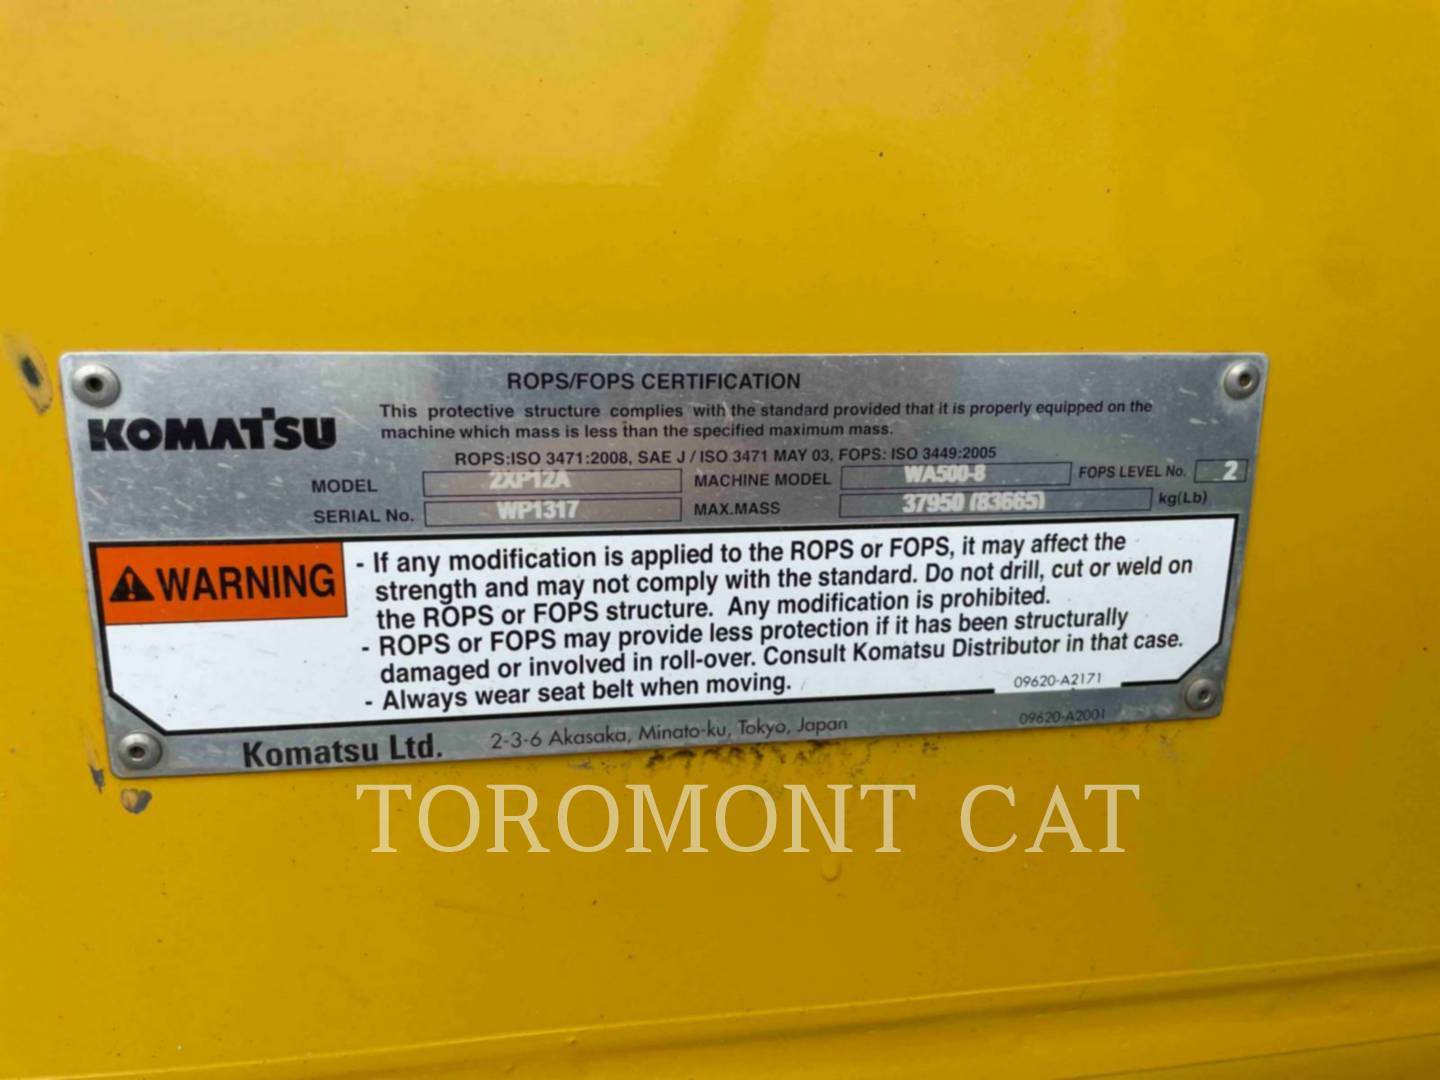 ROPS/FOPS CERTIFICATION
KOMATSU
This protective structure complies with the standard provided that it is properly equipped on the
machine which mass is less than the specified maximum mass.
ROPS:ISO 3471:2008, SAE J / ISO 3471 MAY 03, FOPS: ISO 3449:2005
MODEL 2XP12A MACHINE MODEL WA500-8 FOPS LEVEL No. 2
SERIAL No. WP1317 MAX.MASS 37950 (83665) kg(Lb)
WARNING
- If any modification is applied to the ROPS or FOPS, it may affect the
strength and may not comply with the standard. Do not drill, cut or weld on
the ROPS or FOPS structure. Any modification is prohibited.
- ROPS or FOPS may provide less protection if it has been structurally
damaged or involved in roll-over. Consult Komatsu Distributor in that case.
- Always wear seat belt when moving.
09620-A2171
Komatsu Ltd. 2-3-6 Akasaka, Minato-ku, Tokyo, Japan 09620-A2001
TOROMONT CAT